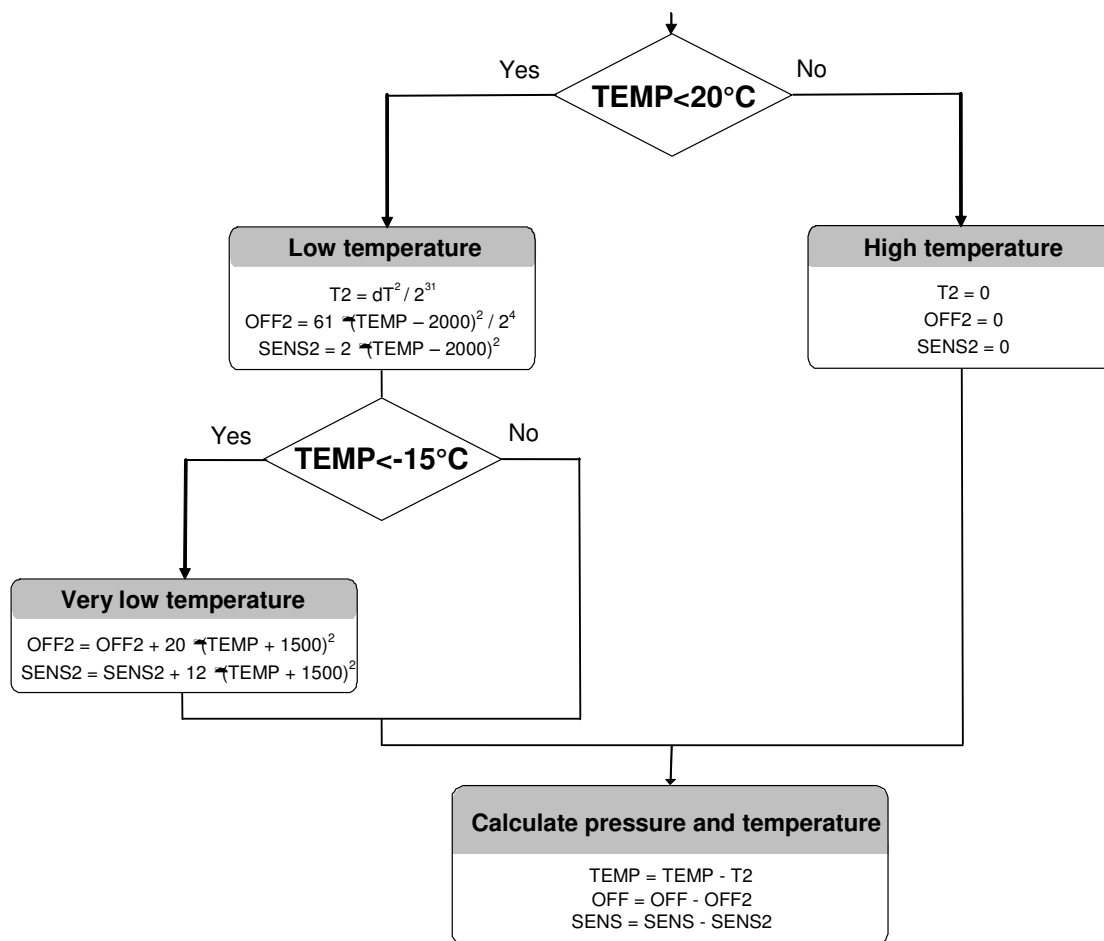 Yes
TEMP<20°C
No
Low temperature
T2 = dT² / 2³¹
OFF2 = 61 (TEMP – 2000)² / 2⁴
SENS2 = 2 (TEMP – 2000)²
High temperature
T2 = 0
OFF2 = 0
SENS2 = 0
Yes
TEMP<-15°C
No
Very low temperature
OFF2 = OFF2 + 20 (TEMP + 1500)²
SENS2 = SENS2 + 12 (TEMP + 1500)²
Calculate pressure and temperature
TEMP = TEMP - T2
OFF = OFF - OFF2
SENS = SENS - SENS2